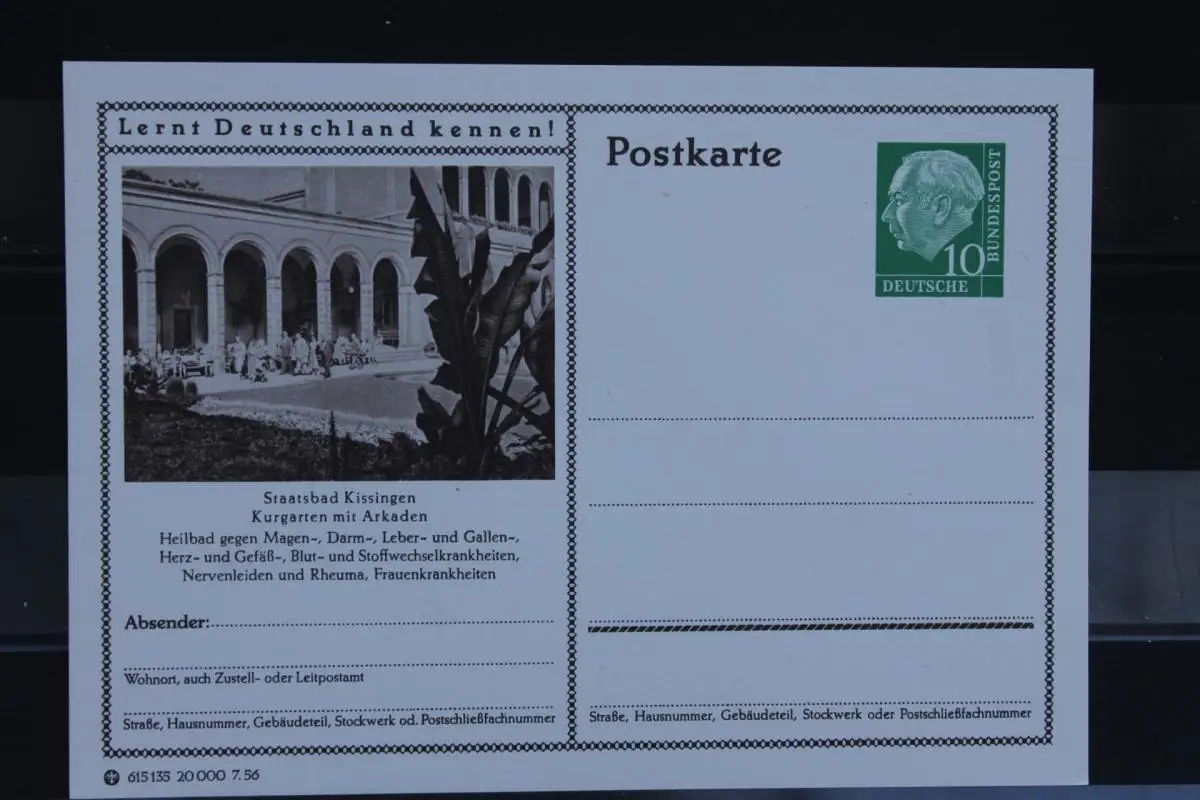 Lernt Deutschland kennen!
Staatsbad Kissingen
Kurgarten mit Arkaden
Heilbad gegen Magen-, Darm-, Leber- und Gallen-,
Herz- und Gefäß-, Blut- und Stoffwechselkrankheiten,
Nervenleiden und Rheuma, Frauenkrankheiten
Absender:
Wohnort, auch Zustell- oder Leitpostamt
Straße, Hausnummer, Gebäudeteil, Stockwerk od. Postschließfachnummer
615135 20 000 7.56
Postkarte
BUNDESPOST
10
DEUTSCHE
Straße, Hausnummer, Gebäudeteil, Stockwerk oder Postschließfachnummer